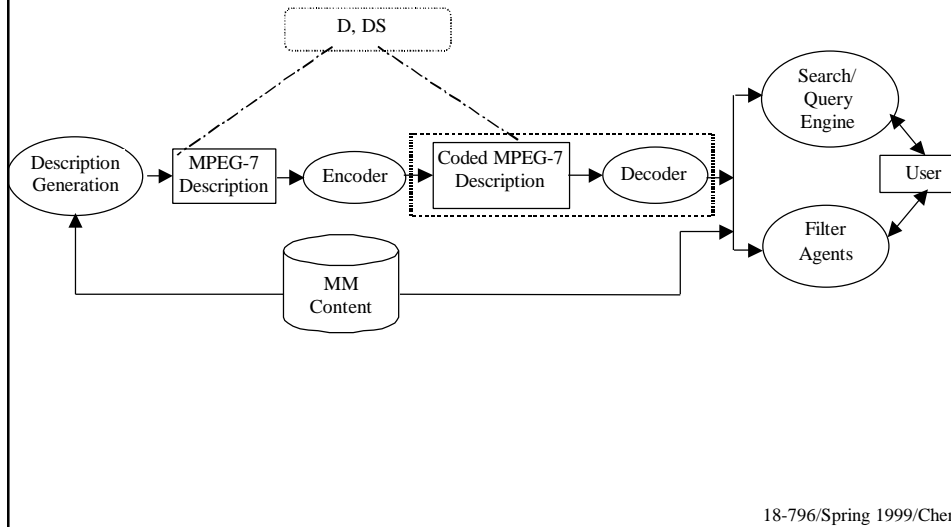 D, DS
Search/
Query
Engine
Description
Generation
MPEG-7
Description
Encoder
Coded MPEG-7
Description
Decoder
User
Filter
Agents
MM
Content
18-796/Spring 1999/Cher